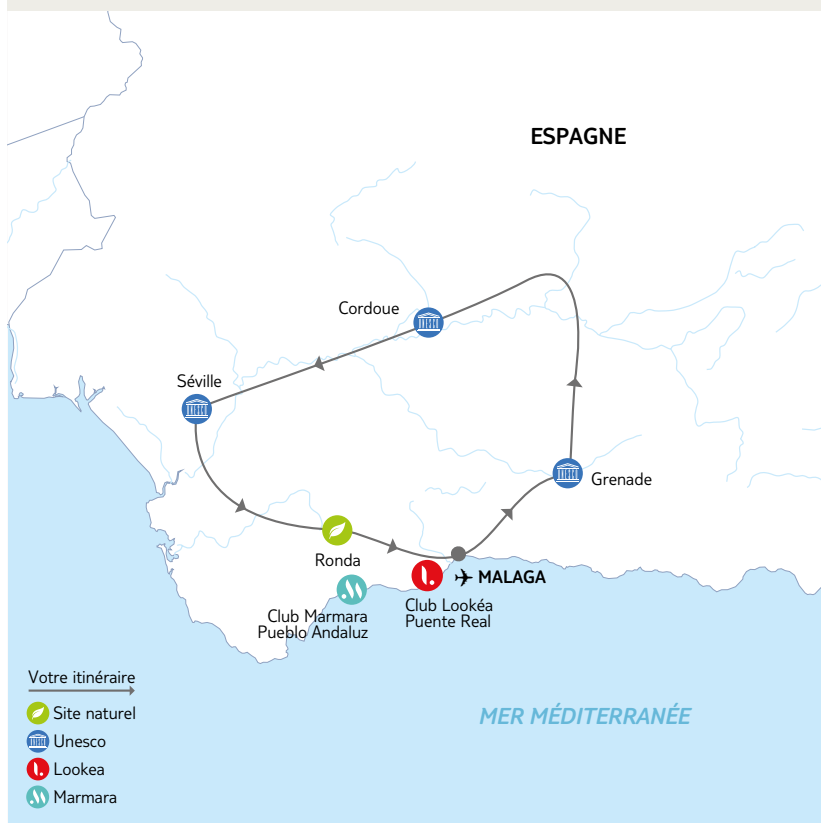 ESPAGNE
Cordoue
Séville
Grenade
Ronda
MALAGA
Club Marmara
Pueblo Andaluz
Club Lookéa
Puente Real
MER MÉDITERRANÉE
Votre itinéraire
Site naturel
Unesco
Lookea
Marmara